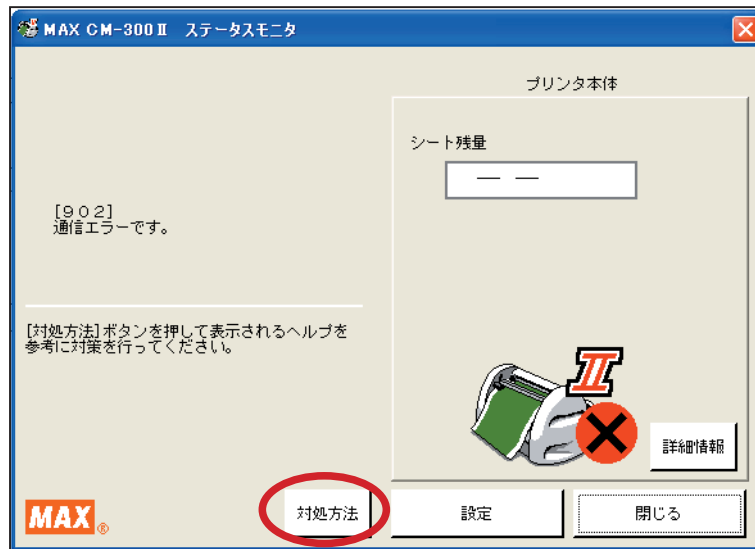 MAX CM-300Ⅱ ステータスモニタ
プリンタ本体
シート残量
— —
[902]
通信エラーです。
[対処方法]ボタンを押して表示されるヘルプを
参考に対策を行ってください。
Ⅱ
詳細情報
MAX®
対処方法
設定
閉じる